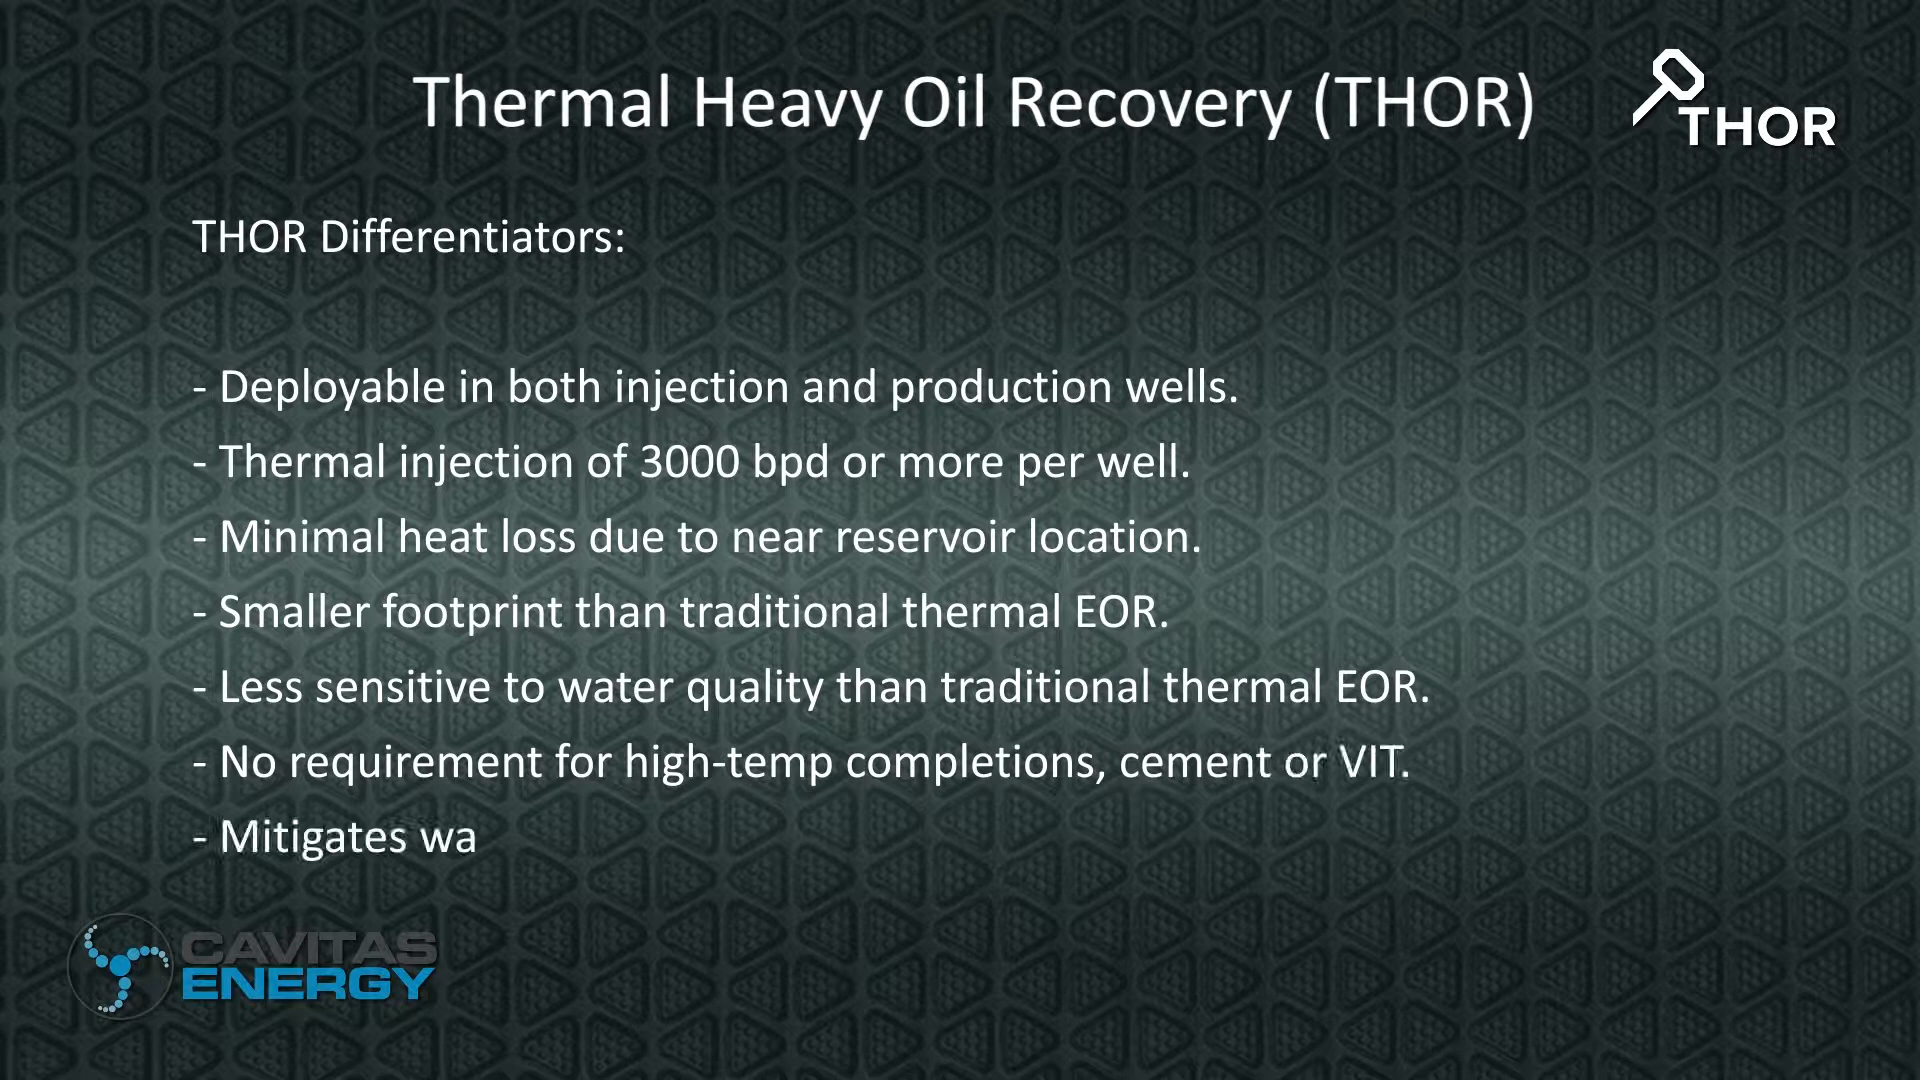 Thermal Heavy Oil Recovery (THOR)
THOR
THOR Differentiators:
- Deployable in both injection and production wells.
- Thermal injection of 3000 bpd or more per well.
- Minimal heat loss due to near reservoir location.
- Smaller footprint than traditional thermal EOR.
- Less sensitive to water quality than traditional thermal EOR.
- No requirement for high-temp completions, cement or VIT.
- Mitigates wa
CAVITAS
ENERGY